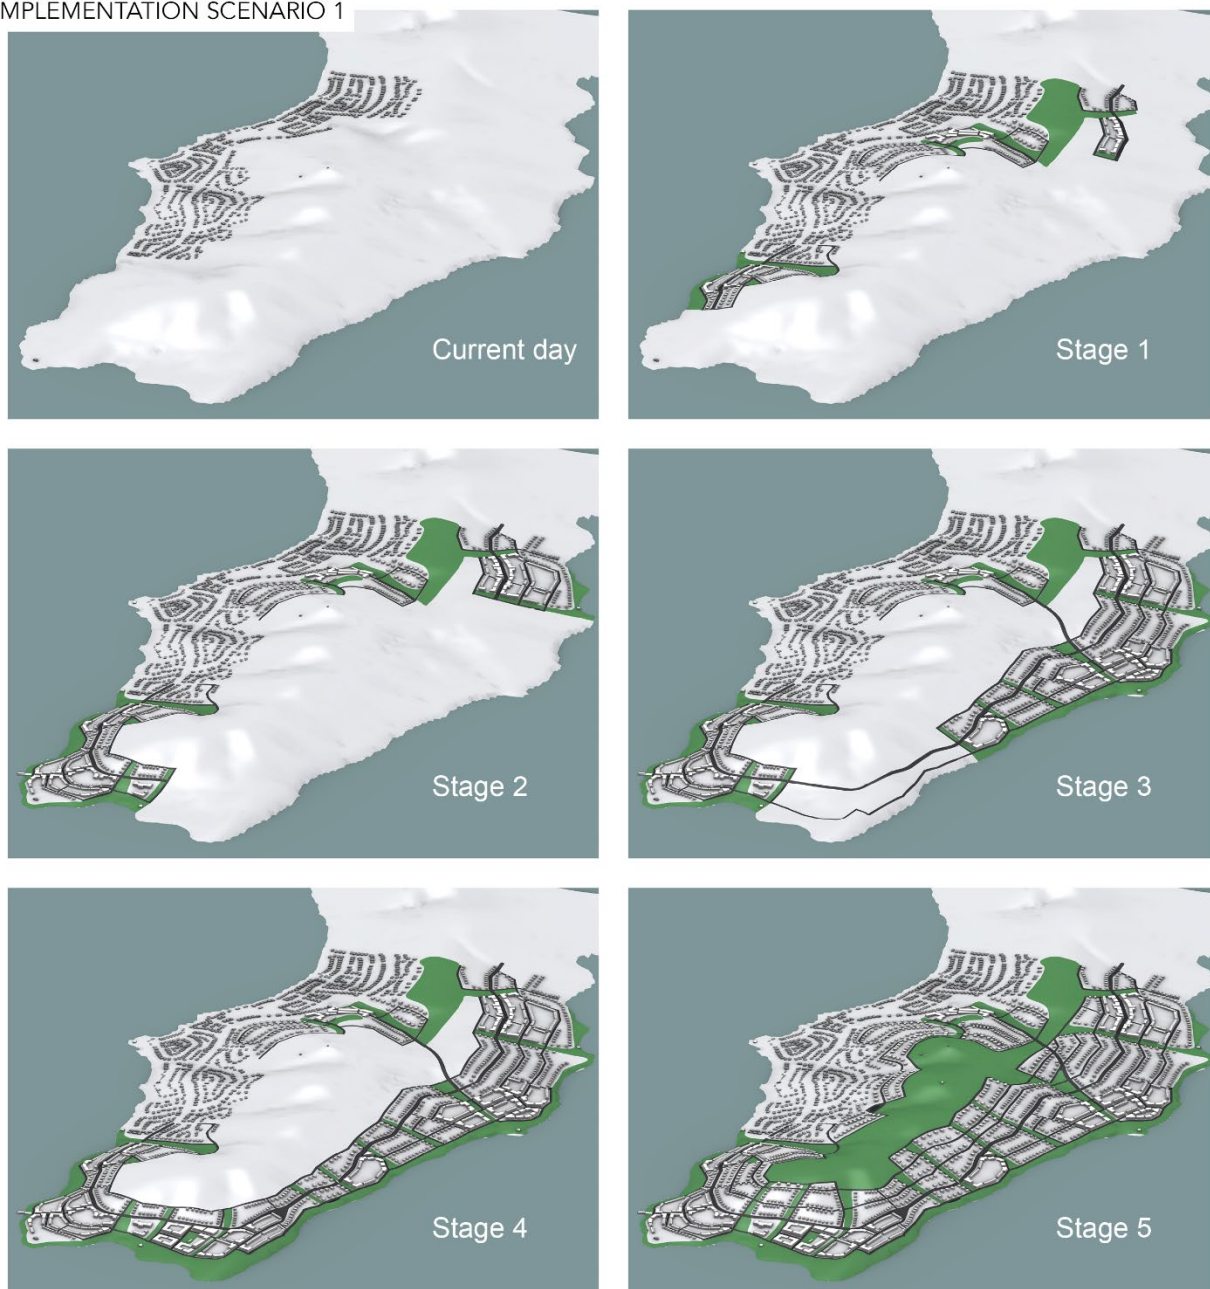 MPLEMENTATION SCENARIO 1
Current day
Stage 1
Stage 2
Stage 3
Stage 4
Stage 5